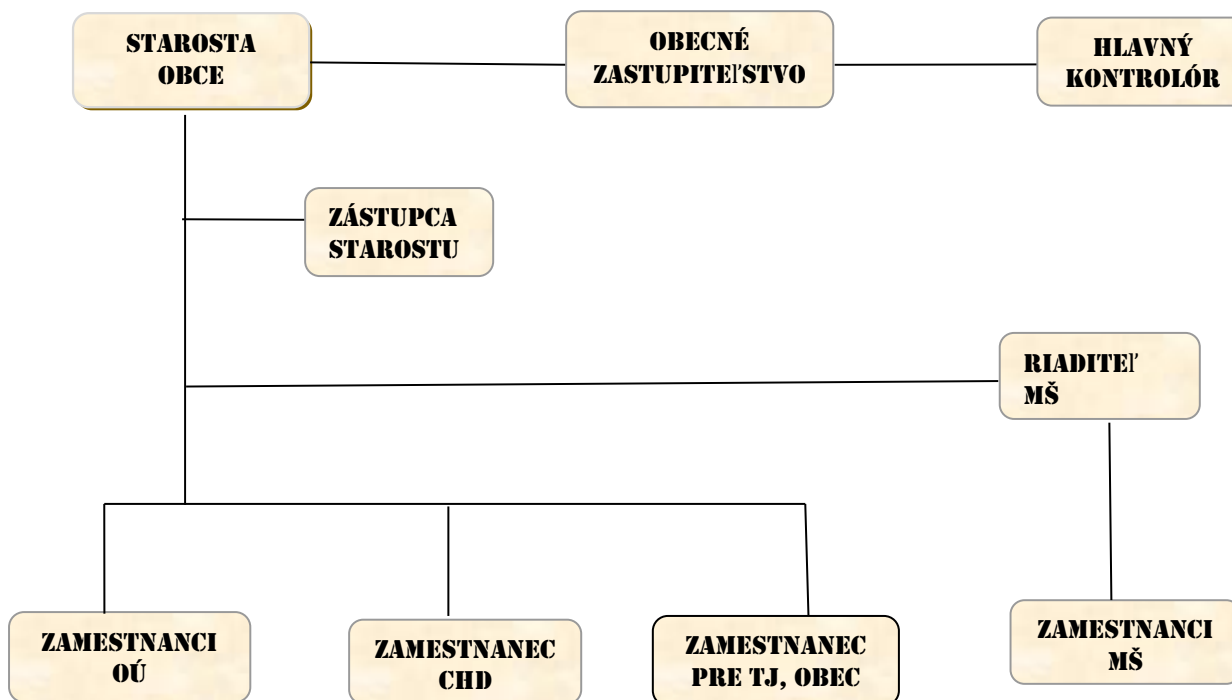 STAROSTA
OBCE
OBECNÉ
ZASTUPITEĽSTVO
HLAVNÝ
KONTROLÓR
ZÁSTUPCA
STAROSTU
RIADITEĽ
MŠ
ZAMESTNANCI
OÚ
ZAMESTNANEC
CHD
ZAMESTNANEC
PRE TJ, OBEC
ZAMESTNANCI
MŠ